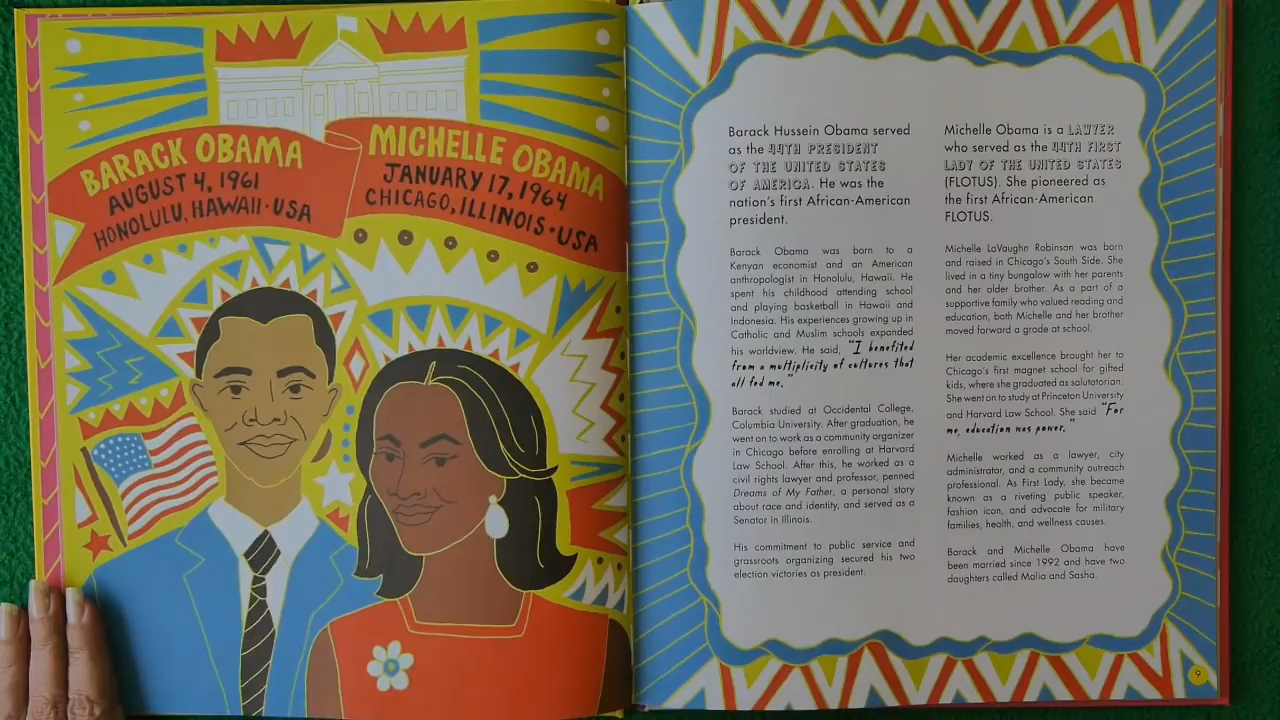 BARACK OBAMA
AUGUST 4, 1961
HONOLULU, HAWAII · USA
MICHELLE OBAMA
JANUARY 17, 1964
CHICAGO, ILLINOIS · USA
Barack Hussein Obama served
as the 44TH PRESIDENT
OF THE UNITED STATES
OF AMERICA. He was the
nation's first African-American
president.
Barack Obama was born to a
Kenyan economist and an American
anthropologist in Honolulu, Hawaii. He
spent his childhood attending school
and playing basketball in Hawaii and
Indonesia. His experiences growing up in
Catholic and Muslim schools expanded
his worldview. He said, "I benefited
from a multiplicity of cultures that
all fed me."
Barack studied at Occidental College,
Columbia University. After graduation, he
went on to work as a community organizer
in Chicago before enrolling at Harvard
Law School. After this, he worked as a
civil rights lawyer and professor, penned
Dreams of My Father, a personal story
about race and identity, and served as a
Senator in Illinois.
His commitment to public service and
grassroots organizing secured his two
election victories as president.
Michelle Obama is a LAWYER
who served as the 44TH FIRST
LADY OF THE UNITED STATES
(FLOTUS). She pioneered as
the first African-American
FLOTUS.
Michelle LaVaughn Robinson was born
and raised in Chicago's South Side. She
lived in a tiny bungalow with her parents
and her older brother. As a part of a
supportive family who valued reading and
education, both Michelle and her brother
moved forward a grade at school.
Her academic excellence brought her to
Chicago's first magnet school for gifted
kids, where she graduated as salutatorian.
She went on to study at Princeton University
and Harvard Law School. She said "For
me, education was power."
Michelle worked as a lawyer, city
administrator, and a community outreach
professional. As First Lady, she became
known as a riveting public speaker,
fashion icon, and advocate for military
families, health, and wellness causes.
Barack and Michelle Obama have
been married since 1992 and have two
daughters called Malia and Sasha.
9